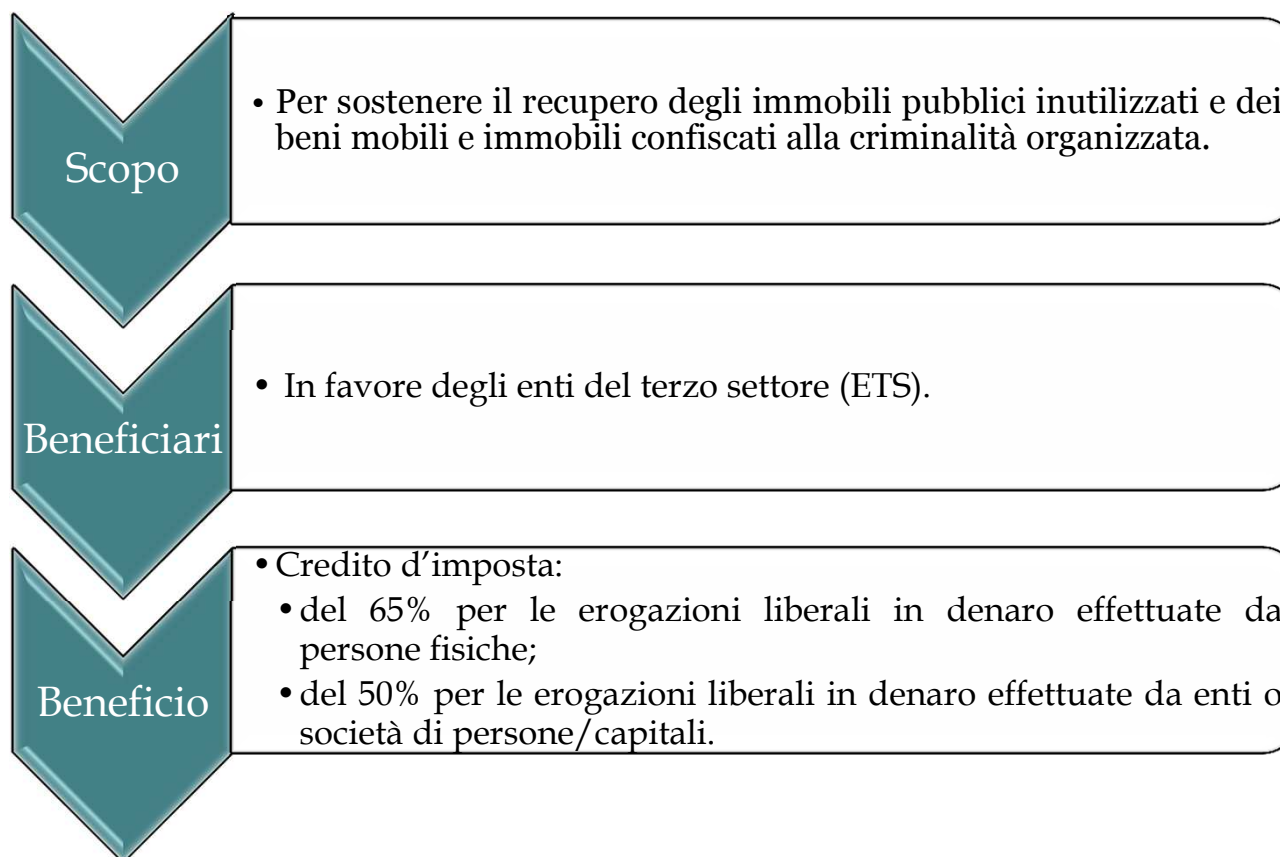 Scopo
• Per sostenere il recupero degli immobili pubblici inutilizzati e dei
beni mobili e immobili confiscati alla criminalità organizzata.
Beneficiari
• In favore degli enti del terzo settore (ETS).
Beneficio
• Credito d’imposta:
• del 65% per le erogazioni liberali in denaro effettuate da
persone fisiche;
• del 50% per le erogazioni liberali in denaro effettuate da enti o
società di persone/capitali.